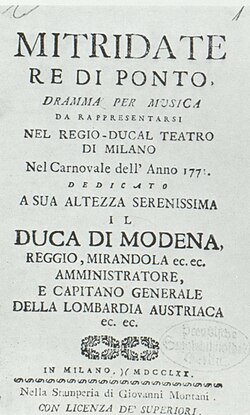 1
MITRIDATE
RE DI PONTO,
DRAMMA PER MUSICA
DA RAPPRESENTARSI
NEL REGIO-DUCAL TEATRO
DI MILANO
Nel Carnovale dell' Anno 1771.
DEDICATO
A SUA ALTEZZA SERENISSIMA
IL
DUCA DI MODENA,
REGGIO, MIRANDOLA ec. ec.
AMMINISTRATORE,
E CAPITANO GENERALE
DELLA LOMBARDIA AUSTRIACA
ec. ec.
IN MILANO. )( MDCCLXX.
Nella Stamperia di Giovanni Montani.
CON LICENZA DE' SUPERIORI.